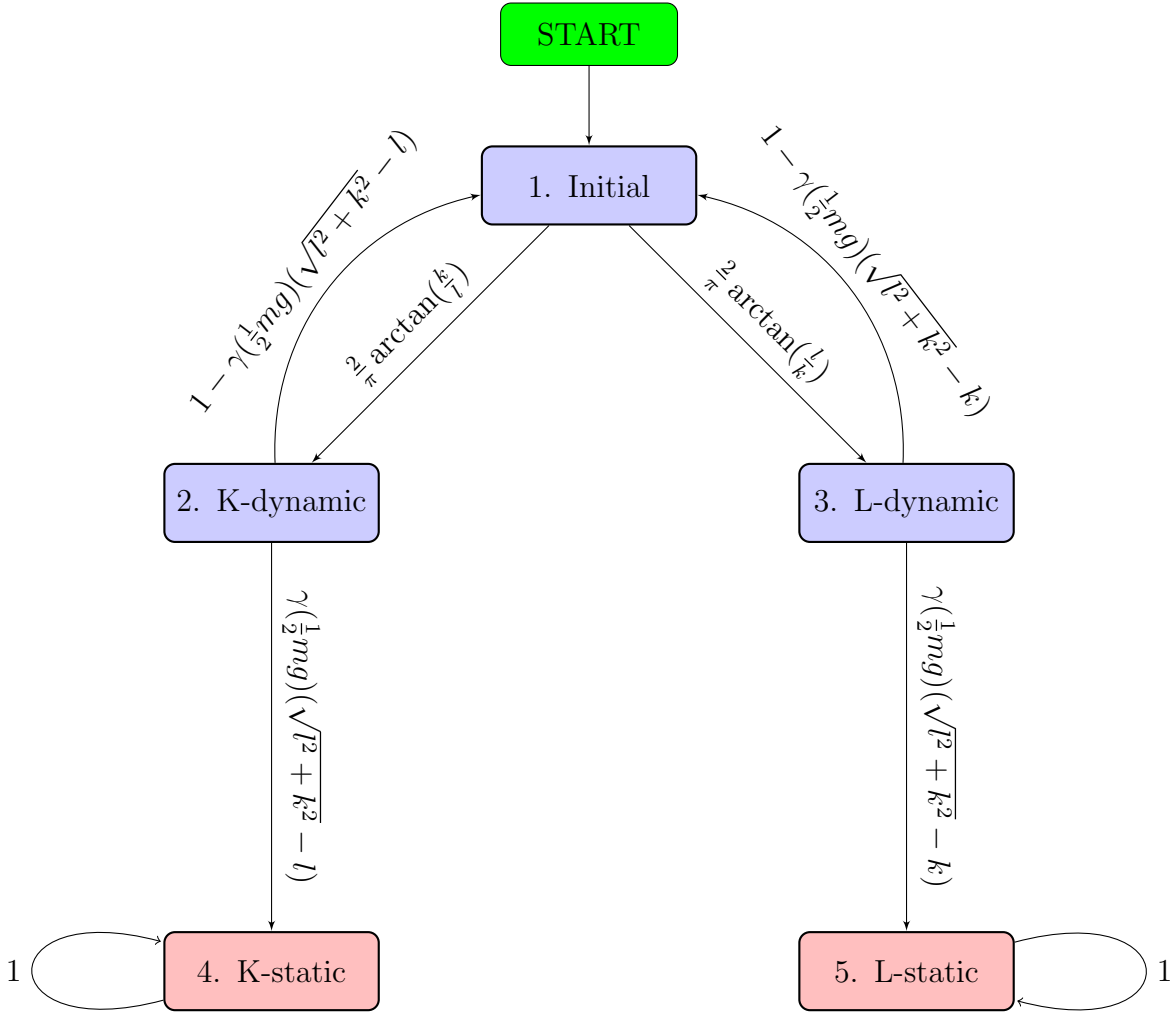 START
1. Initial
1 − γ(½mg)(√(l² + k²) − l)
2/π arctan(k/l)
2/π arctan(l/k)
1 − γ(½mg)(√(l² + k²) − k)
2. K-dynamic
3. L-dynamic
γ(½mg)(√(l² + k²) − l)
γ(½mg)(√(l² + k²) − k)
1
4. K-static
5. L-static
1